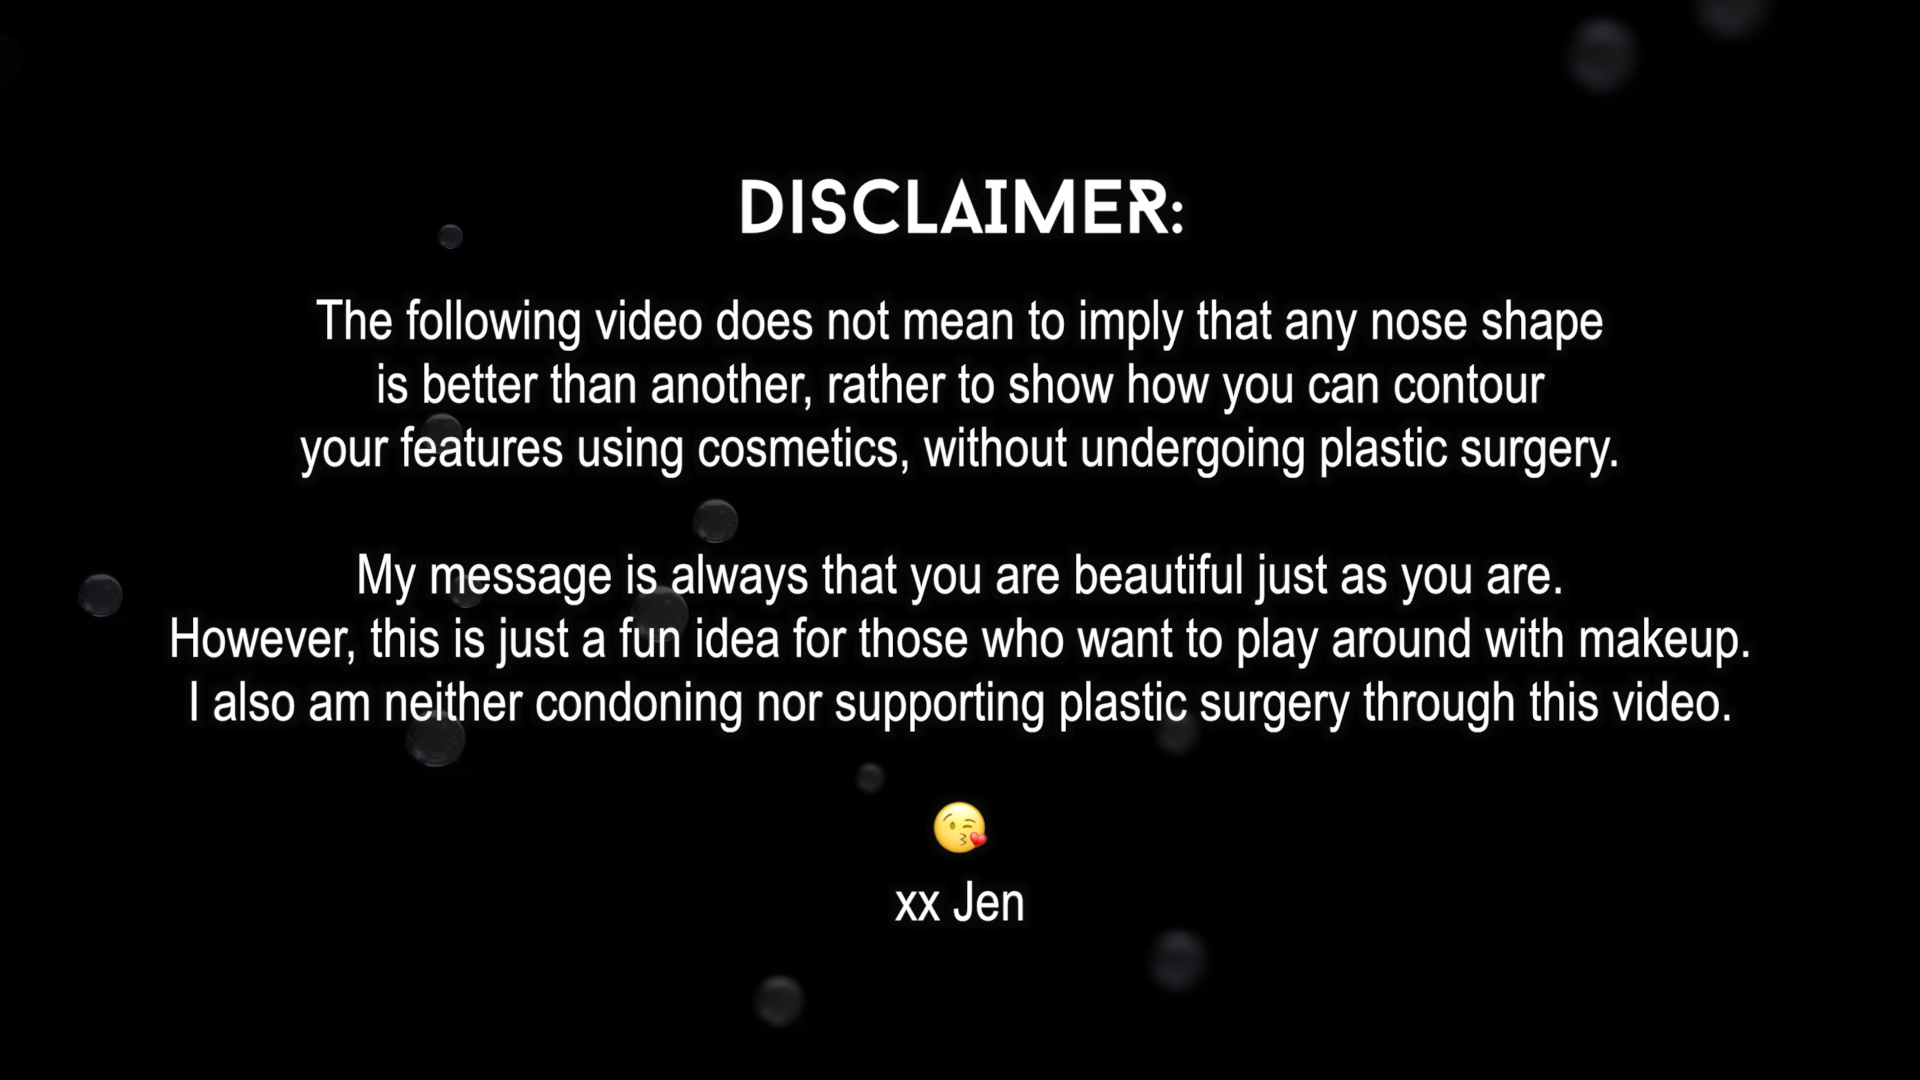 DISCLAIMER:
The following video does not mean to imply that any nose shape
is better than another, rather to show how you can contour
your features using cosmetics, without undergoing plastic surgery.
My message is always that you are beautiful just as you are.
However, this is just a fun idea for those who want to play around with makeup.
I also am neither condoning nor supporting plastic surgery through this video.
😘
xx Jen